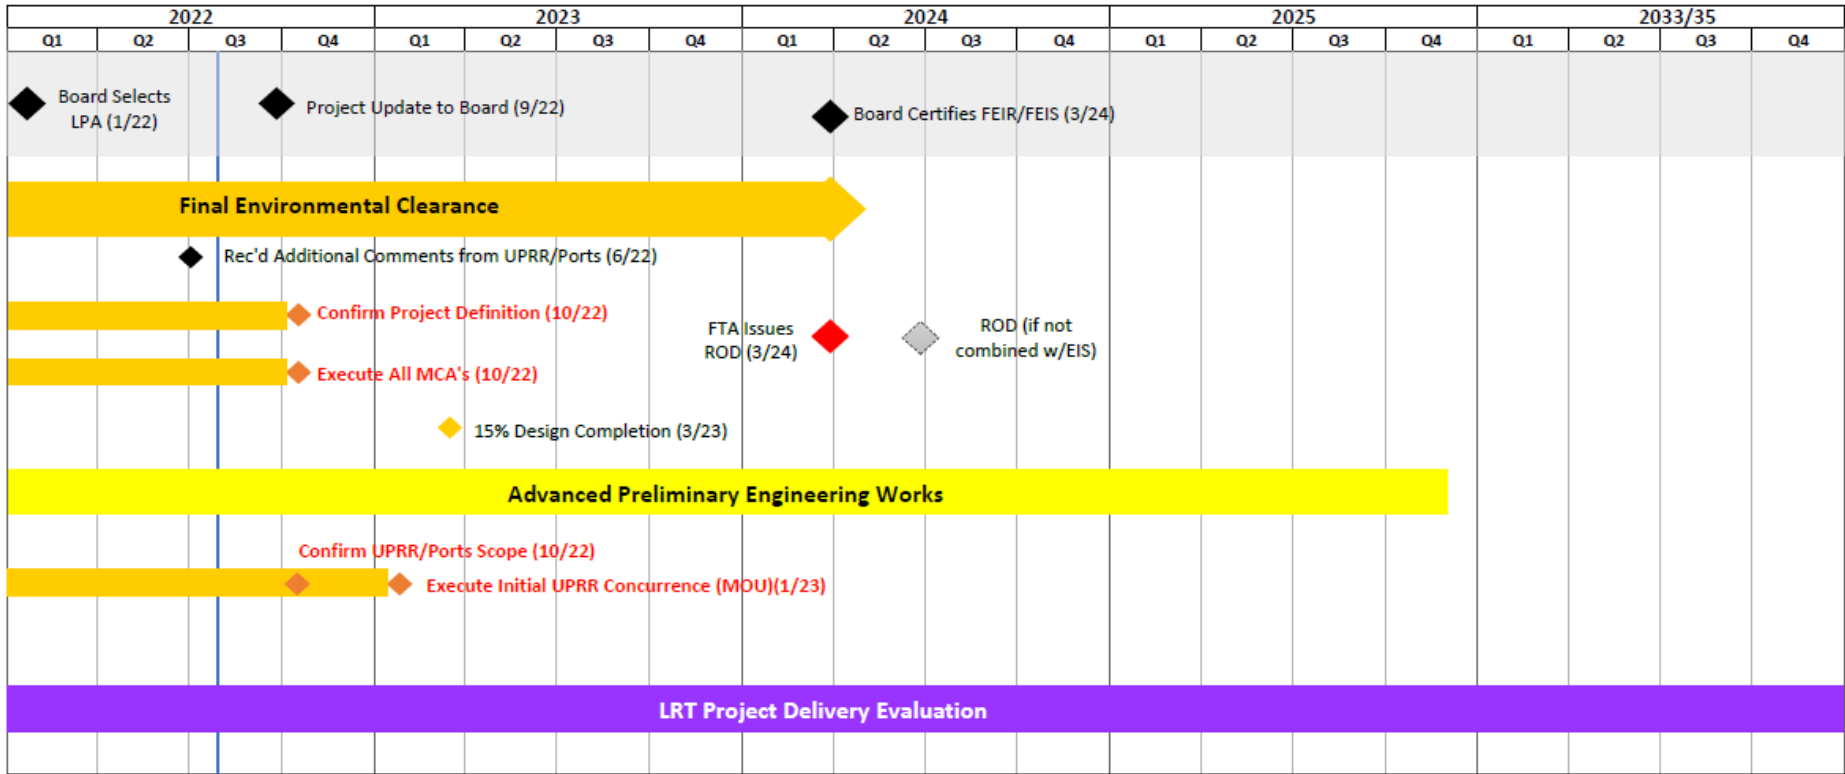 2022 2023 2024 2025 2033/35
Q1 Q2 Q3 Q4 Q1 Q2 Q3 Q4 Q1 Q2 Q3 Q4 Q1 Q2 Q3 Q4 Q1 Q2 Q3 Q4
Board Selects
LPA (1/22)
Project Update to Board (9/22)
Board Certifies FEIR/FEIS (3/24)
Final Environmental Clearance
Rec'd Additional Comments from UPRR/Ports (6/22)
Confirm Project Definition (10/22)
FTA Issues
ROD (3/24)
ROD (if not
combined w/EIS)
Execute All MCA's (10/22)
15% Design Completion (3/23)
Advanced Preliminary Engineering Works
Confirm UPRR/Ports Scope (10/22)
Execute Initial UPRR Concurrence (MOU)(1/23)
LRT Project Delivery Evaluation